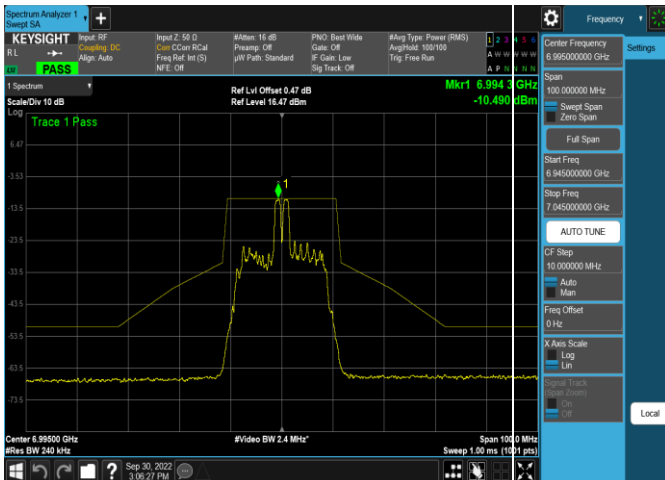 Spectrum Analyzer 1
Swept SA
Frequency
KEYSIGHT
R L
LV
PASS
Input: RF
Coupling: DC
Align: Auto
Input Z: 50 Ω
Corr CCorr RCal
Freq Ref: Int (S)
NFE: Off
#Atten: 16 dB
Preamp: Off
µW Path: Standard
PNO: Best Wide
Gate: Off
IF Gain: Low
Sig Track: Off
#Avg Type: Power (RMS)
Avg|Hold: 100/100
Trig: Free Run
1 2 3 4 5 6
A W W W W W
A P N N N N
1 Spectrum
Scale/Div 10 dB
Log
Ref Lvl Offset 0.47 dB
Ref Level 16.47 dBm
Mkr1 6.994 3 GHz
-10.490 dBm
Trace 1 Pass
1
6.47
-3.53
-13.5
-23.5
-33.5
-43.5
-53.5
-63.5
-73.5
Center 6.99500 GHz
#Res BW 240 kHz
#Video BW 2.4 MHz*
Span 100.0 MHz
Sweep 1.00 ms (1001 pts)
Sep 30, 2022
3:06:27 PM
Center Frequency
6.995000000 GHz
Span
100.000000 MHz
Swept Span
Zero Span
Full Span
Start Freq
6.945000000 GHz
Stop Freq
7.045000000 GHz
AUTO TUNE
CF Step
10.000000 MHz
Auto
Man
Freq Offset
0 Hz
X Axis Scale
Log
Lin
Signal Track
(Span Zoom)
On
Off
Settings
Local